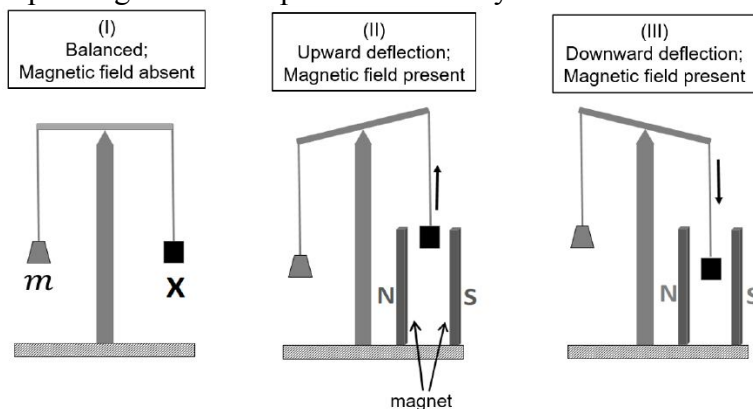 (I)
Balanced;
Magnetic field absent
(II)
Upward deflection;
Magnetic field present
(III)
Downward deflection;
Magnetic field present
m
X
N
S
N
S
magnet